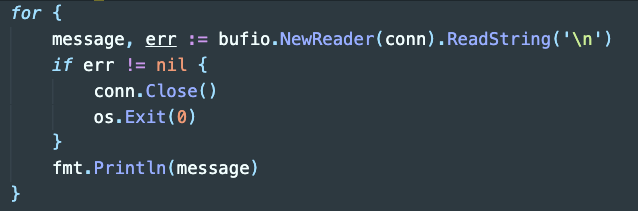 for {
    message, err := bufio.NewReader(conn).ReadString('\n')
    if err != nil {
        conn.Close()
        os.Exit(0)
    }
    fmt.Println(message)
}